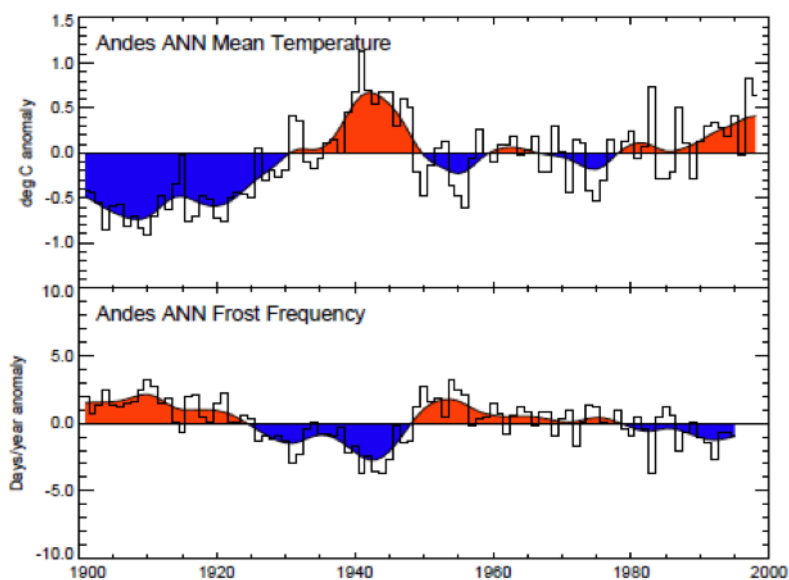 1.5
Andes ANN Mean Temperature
1.0
0.5
0.0
-0.5
-1.0
deg C anomaly
10.0
Andes ANN Frost Frequency
5.0
0.0
-5.0
-10.0
Days/year anomaly
1900 1920 1940 1960 1980 2000